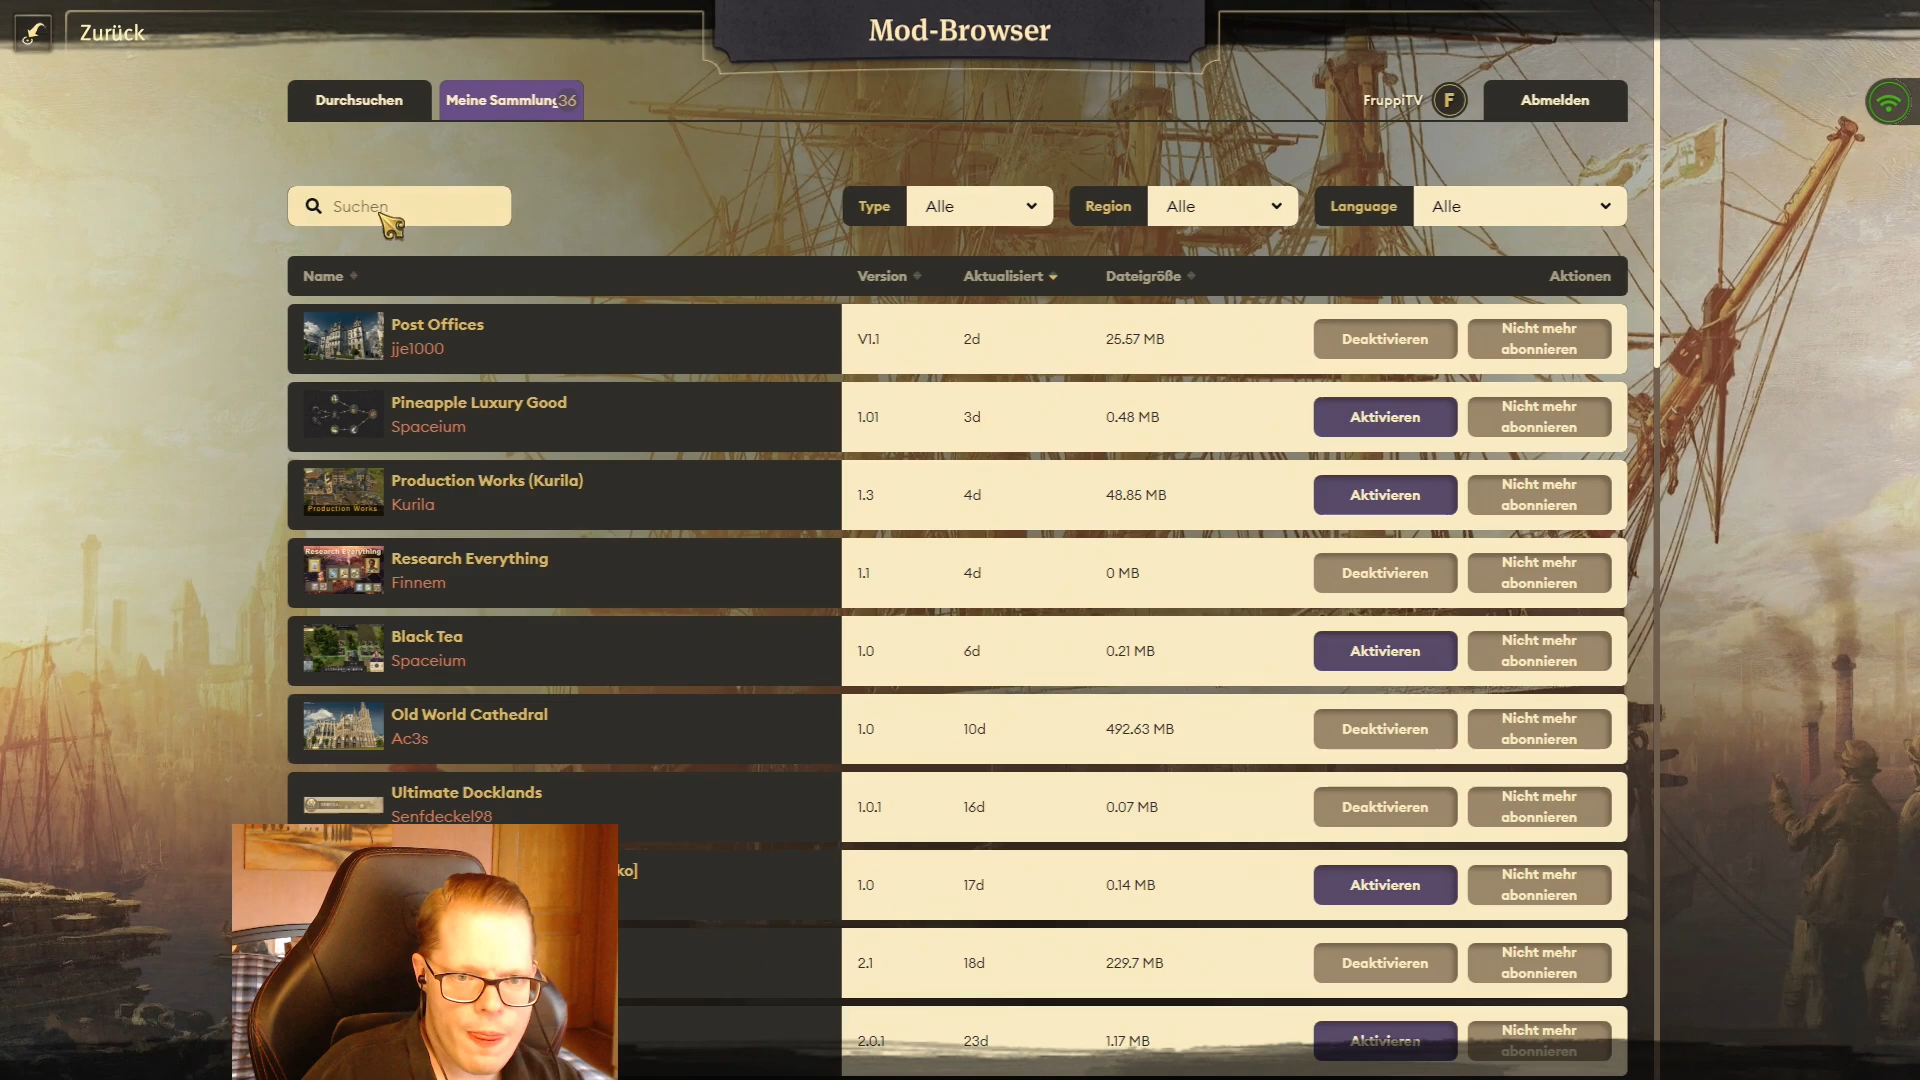 Zurück
Mod-Browser
Durchsuchen
Meine Sammlung 36
FruppiTV
F
Abmelden
Suchen
Type
Alle
Region
Alle
Language
Alle
Name
Version
Aktualisiert
Dateigröße
Aktionen
Post Offices
jje1000
V1.1
2d
25.57 MB
Deaktivieren
Nicht mehr
abonnieren
Pineapple Luxury Good
Spaceium
1.01
3d
0.48 MB
Aktivieren
Nicht mehr
abonnieren
Production Works
Production Works (Kurila)
Kurila
1.3
4d
48.85 MB
Aktivieren
Nicht mehr
abonnieren
Research Everything
Research Everything
Finnem
1.1
4d
0 MB
Deaktivieren
Nicht mehr
abonnieren
Black Tea
Spaceium
1.0
6d
0.21 MB
Aktivieren
Nicht mehr
abonnieren
Old World Cathedral
Ac3s
1.0
10d
492.63 MB
Deaktivieren
Nicht mehr
abonnieren
Ultimate Docklands
Senfdeckel98
1.0.1
16d
0.07 MB
Deaktivieren
Nicht mehr
abonnieren
ko]
1.0
17d
0.14 MB
Aktivieren
Nicht mehr
abonnieren
2.1
18d
229.7 MB
Deaktivieren
Nicht mehr
abonnieren
2.0.1
23d
1.17 MB
Aktivieren
Nicht mehr
abonnieren